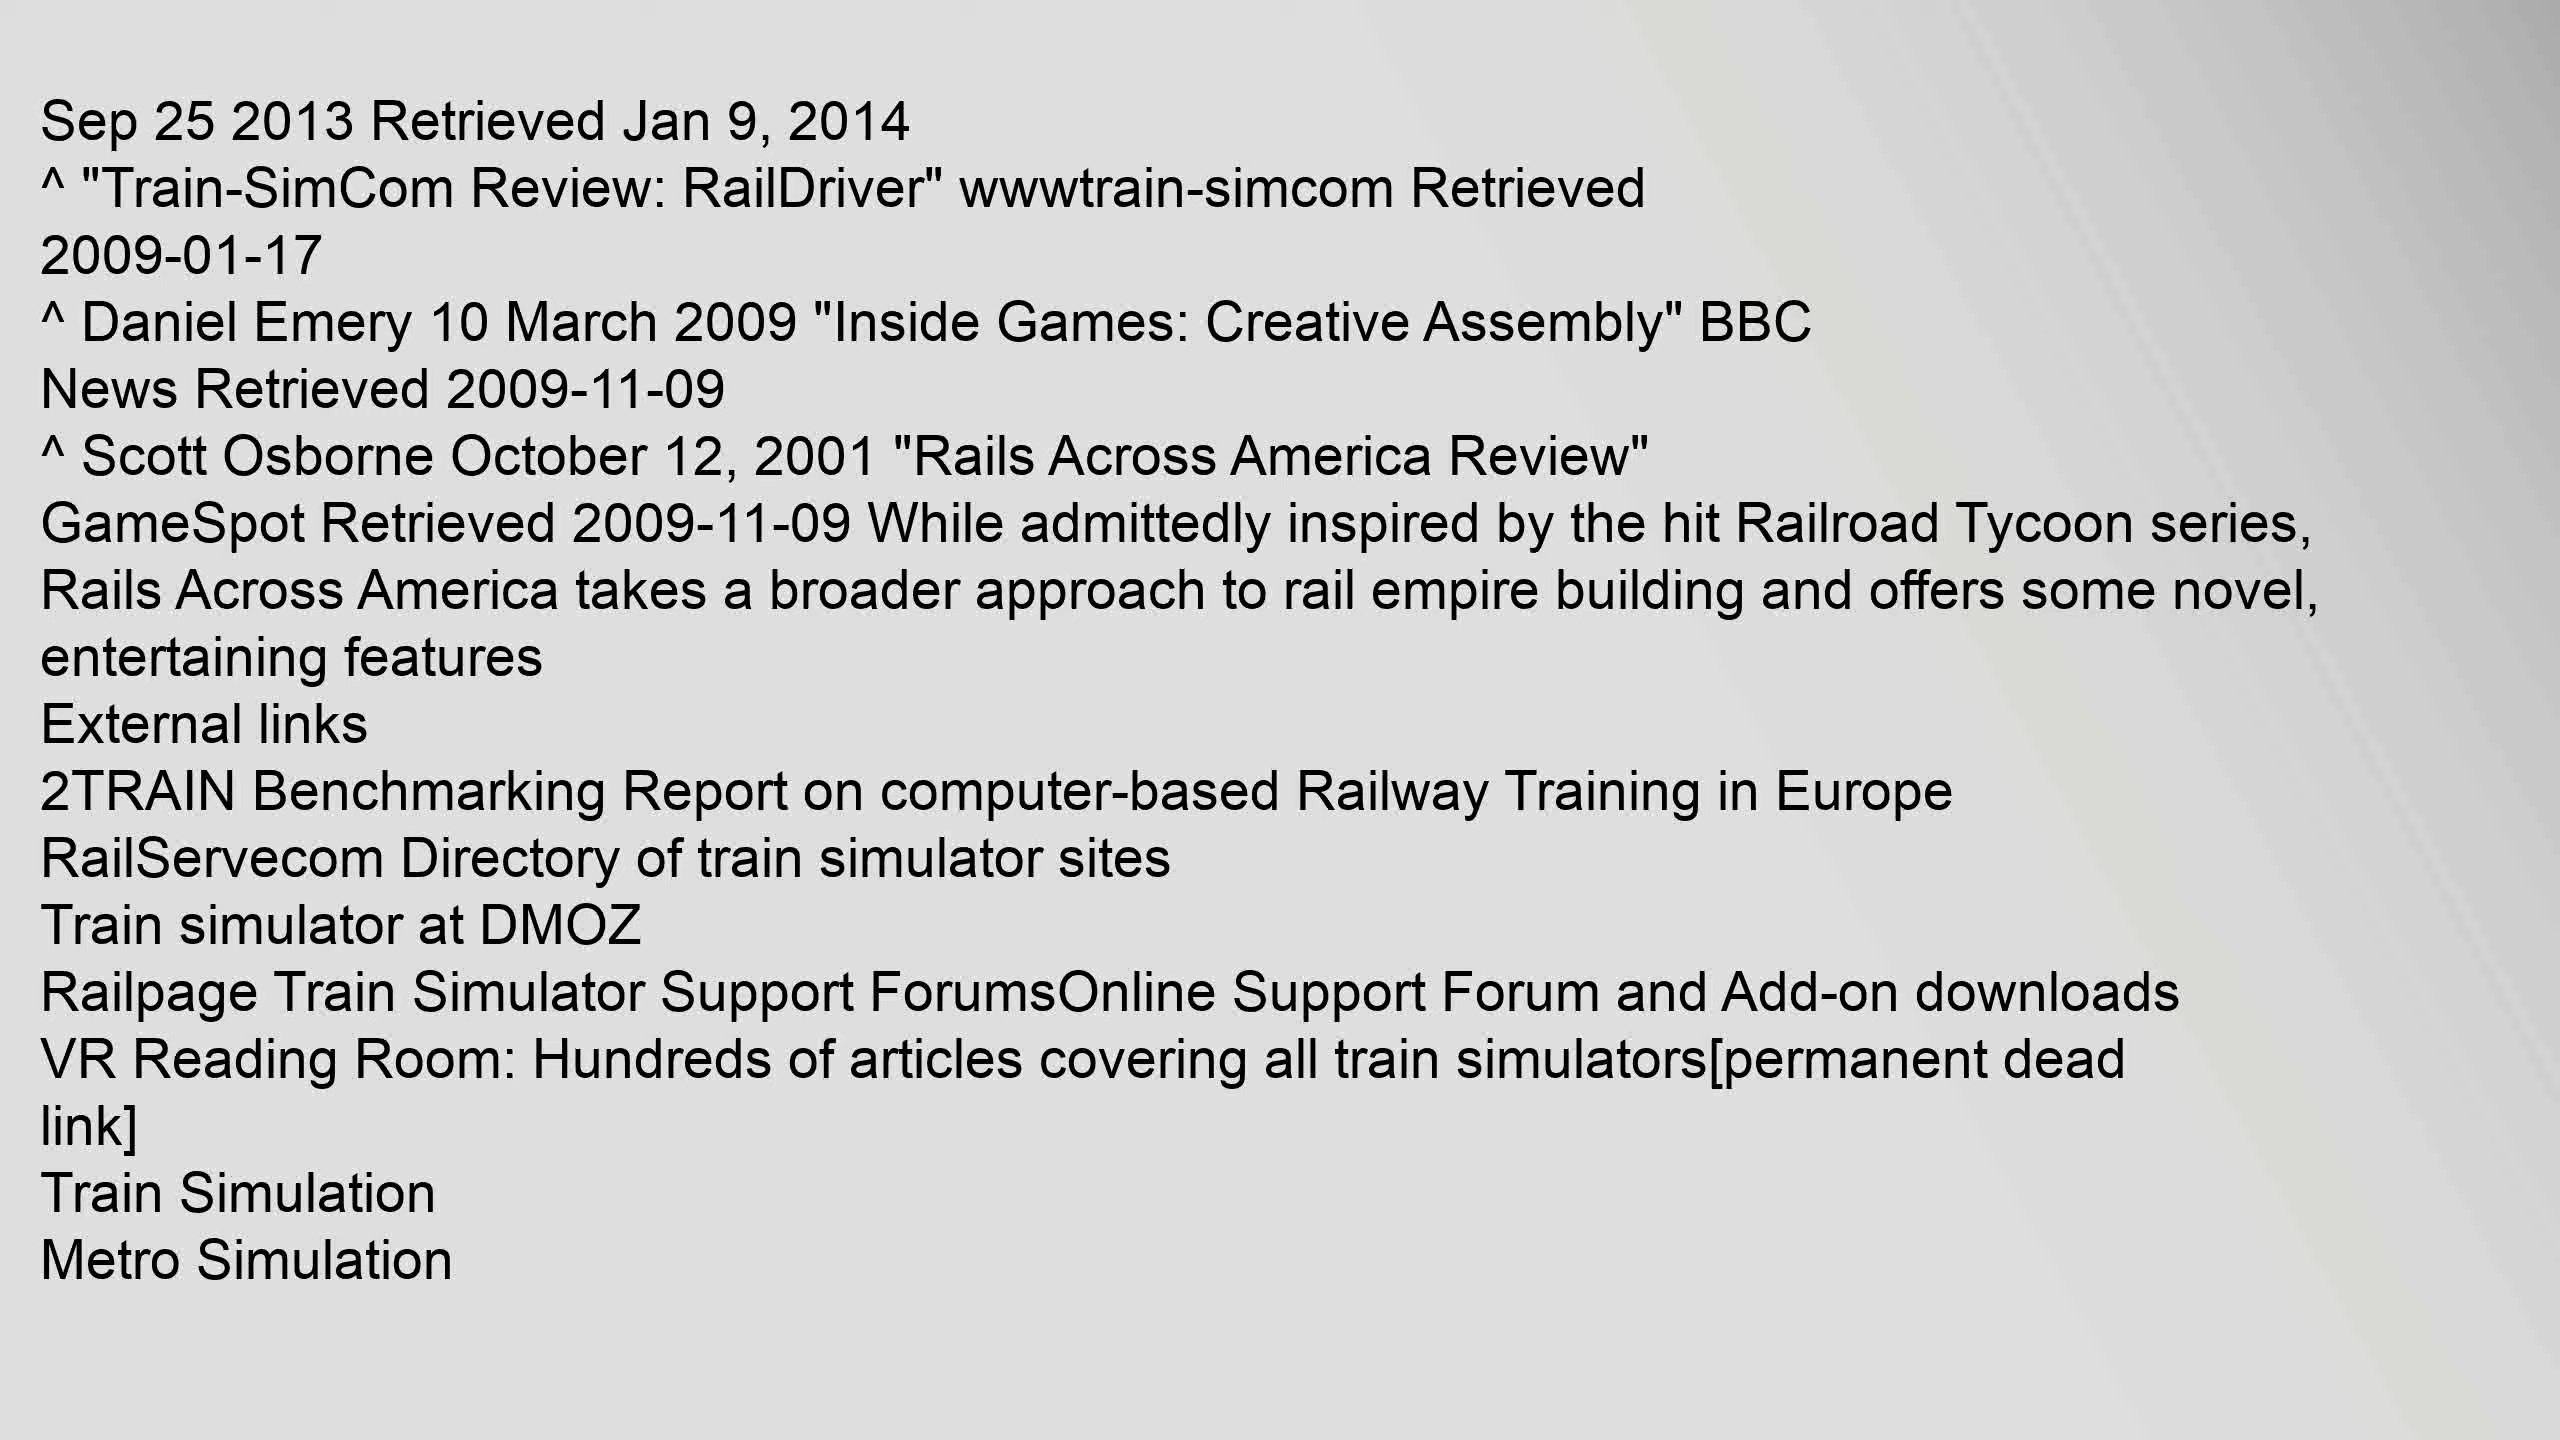 Sep 25 2013 Retrieved Jan 9, 2014
^ "Train-SimCom Review: RailDriver" wwwtrain-simcom Retrieved
2009-01-17
^ Daniel Emery 10 March 2009 "Inside Games: Creative Assembly" BBC
News Retrieved 2009-11-09
^ Scott Osborne October 12, 2001 "Rails Across America Review"
GameSpot Retrieved 2009-11-09 While admittedly inspired by the hit Railroad Tycoon series,
Rails Across America takes a broader approach to rail empire building and offers some novel,
entertaining features
External links
2TRAIN Benchmarking Report on computer-based Railway Training in Europe
RailServecom Directory of train simulator sites
Train simulator at DMOZ
Railpage Train Simulator Support ForumsOnline Support Forum and Add-on downloads
VR Reading Room: Hundreds of articles covering all train simulators[permanent dead
link]
Train Simulation
Metro Simulation